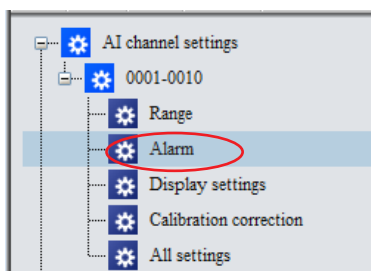 AI channel settings
0001-0010
Range
Alarm
Display settings
Calibration correction
All settings